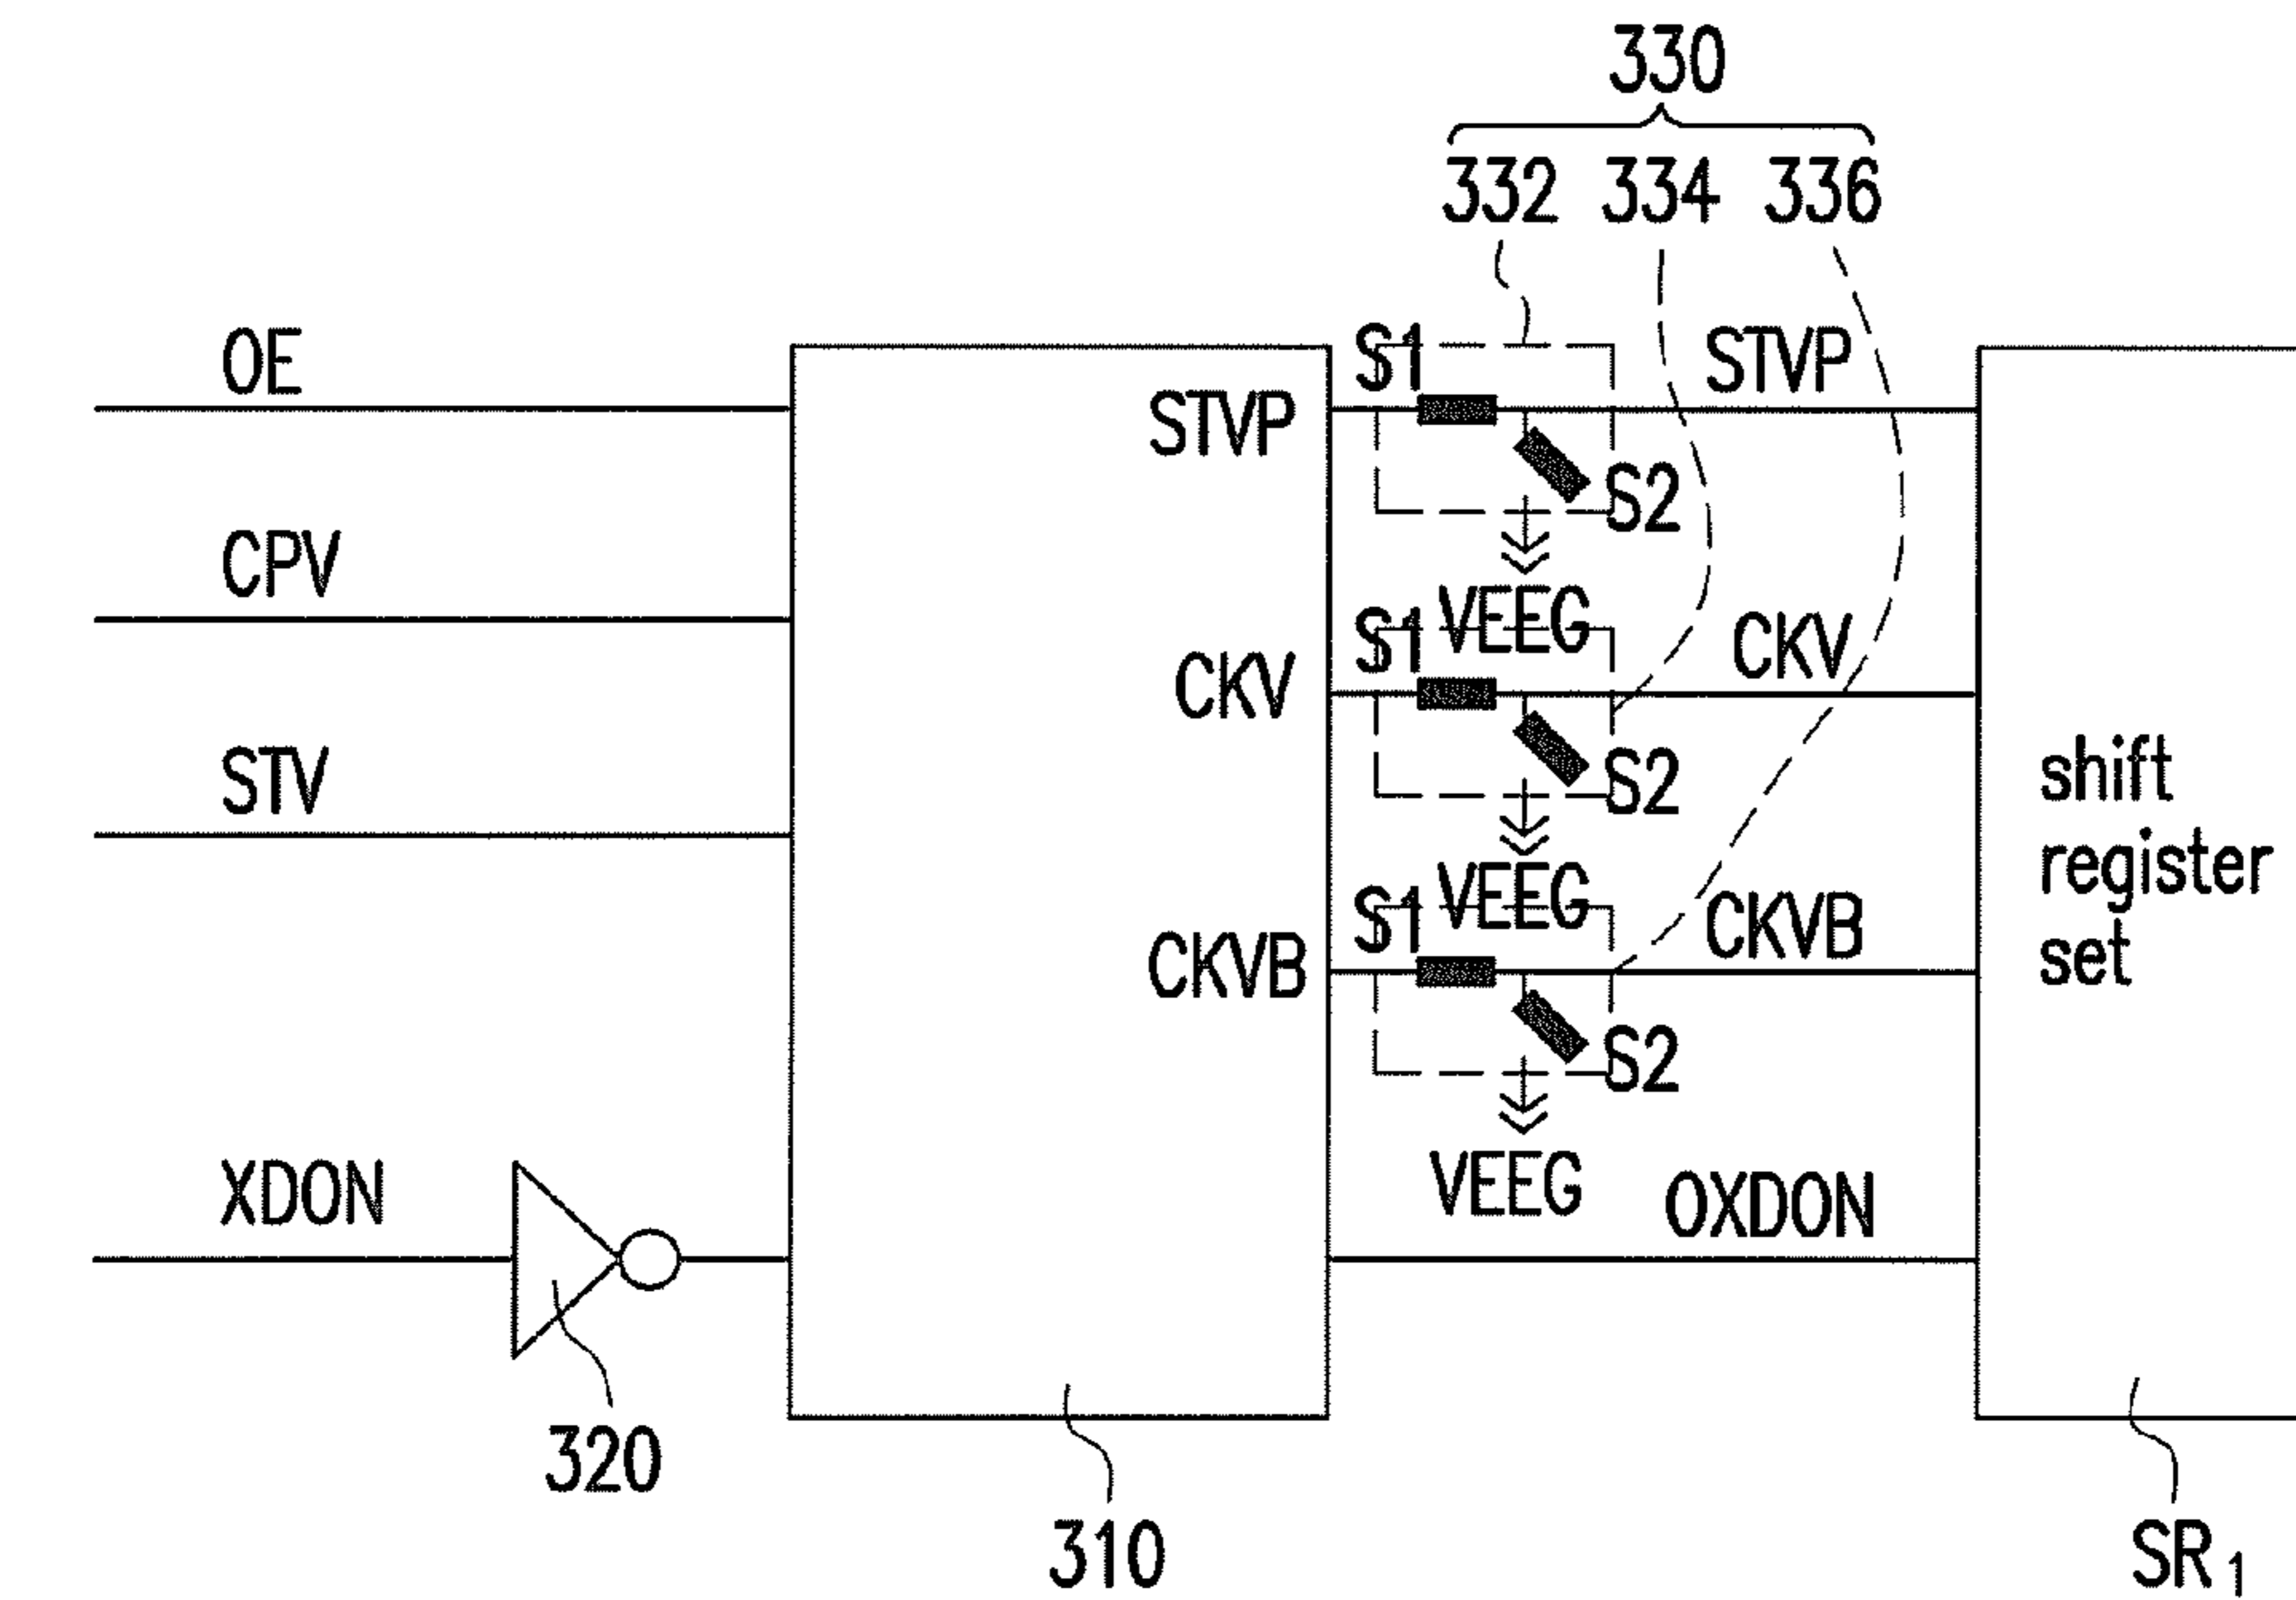 330
332 334 336
OE
S1
STVP
STVP
S2
CPV
VEEG
S1
CKV
CKV
S2
STV
VEEG
S1
CKVB
CKVB
S2
shift
register
set
XDON
VEEG
OXDON
320
310
SR1